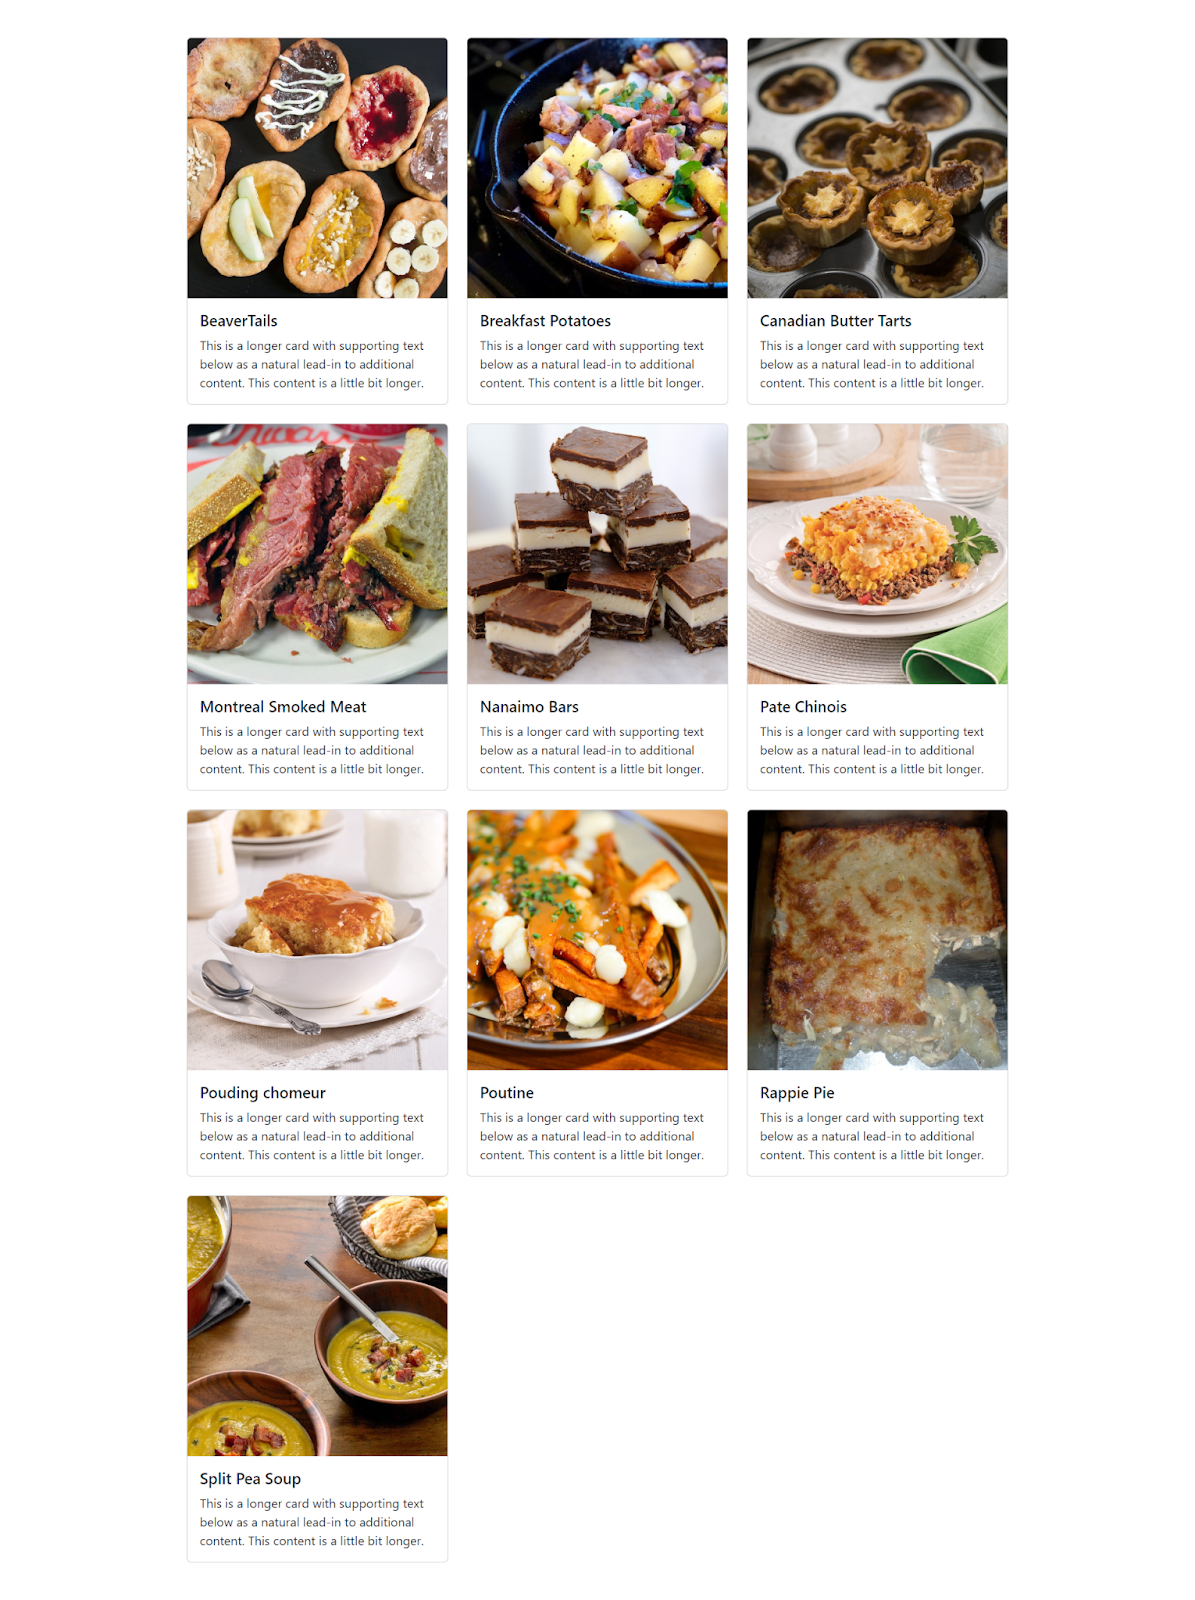 BeaverTails
This is a longer card with supporting text
below as a natural lead-in to additional
content. This content is a little bit longer.
Breakfast Potatoes
This is a longer card with supporting text
below as a natural lead-in to additional
content. This content is a little bit longer.
Canadian Butter Tarts
This is a longer card with supporting text
below as a natural lead-in to additional
content. This content is a little bit longer.
Montreal Smoked Meat
This is a longer card with supporting text
below as a natural lead-in to additional
content. This content is a little bit longer.
Nanaimo Bars
This is a longer card with supporting text
below as a natural lead-in to additional
content. This content is a little bit longer.
Pate Chinois
This is a longer card with supporting text
below as a natural lead-in to additional
content. This content is a little bit longer.
Pouding chomeur
This is a longer card with supporting text
below as a natural lead-in to additional
content. This content is a little bit longer.
Poutine
This is a longer card with supporting text
below as a natural lead-in to additional
content. This content is a little bit longer.
Rappie Pie
This is a longer card with supporting text
below as a natural lead-in to additional
content. This content is a little bit longer.
Split Pea Soup
This is a longer card with supporting text
below as a natural lead-in to additional
content. This content is a little bit longer.